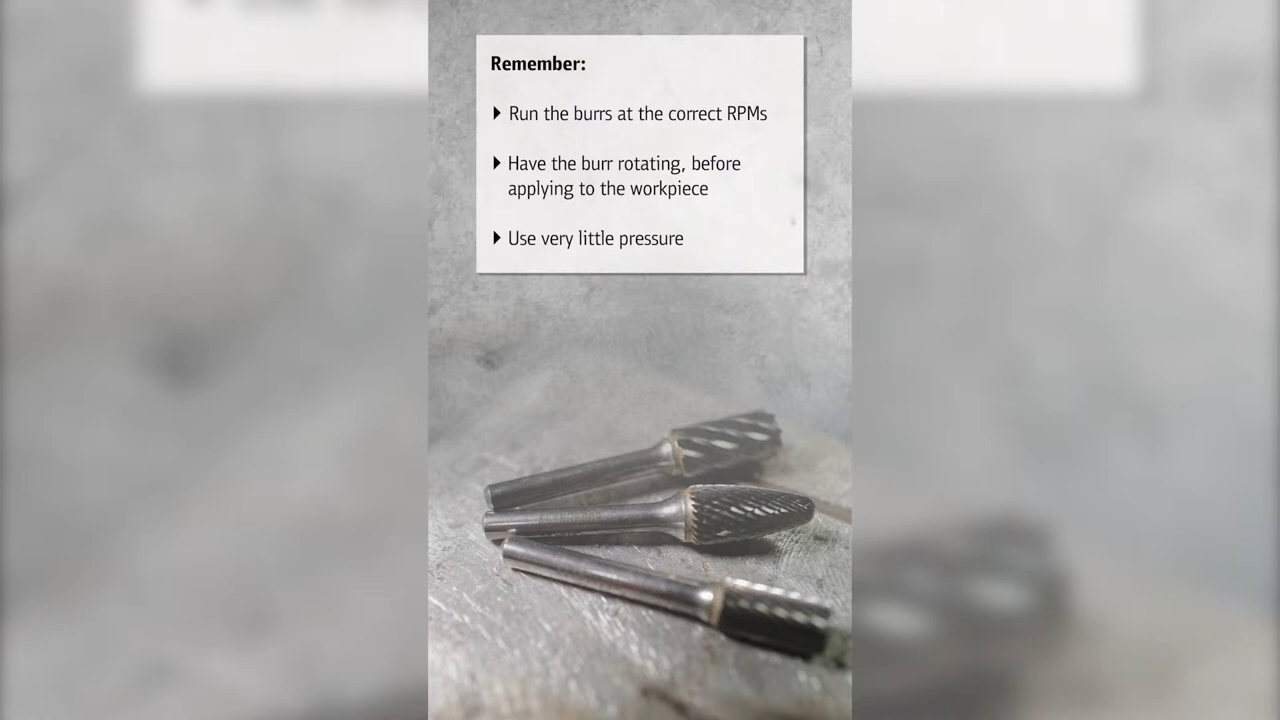 Remember:
Run the burrs at the correct RPMs
Have the burr rotating, before
applying to the workpiece
Use very little pressure